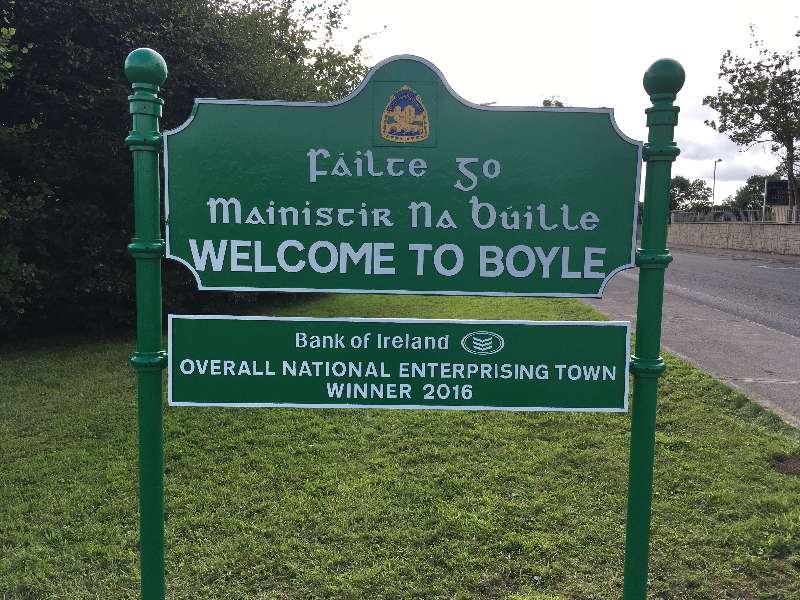 Fáilte go
Mainistir Na Búille
WELCOME TO BOYLE
Bank of Ireland
OVERALL NATIONAL ENTERPRISING TOWN
WINNER 2016